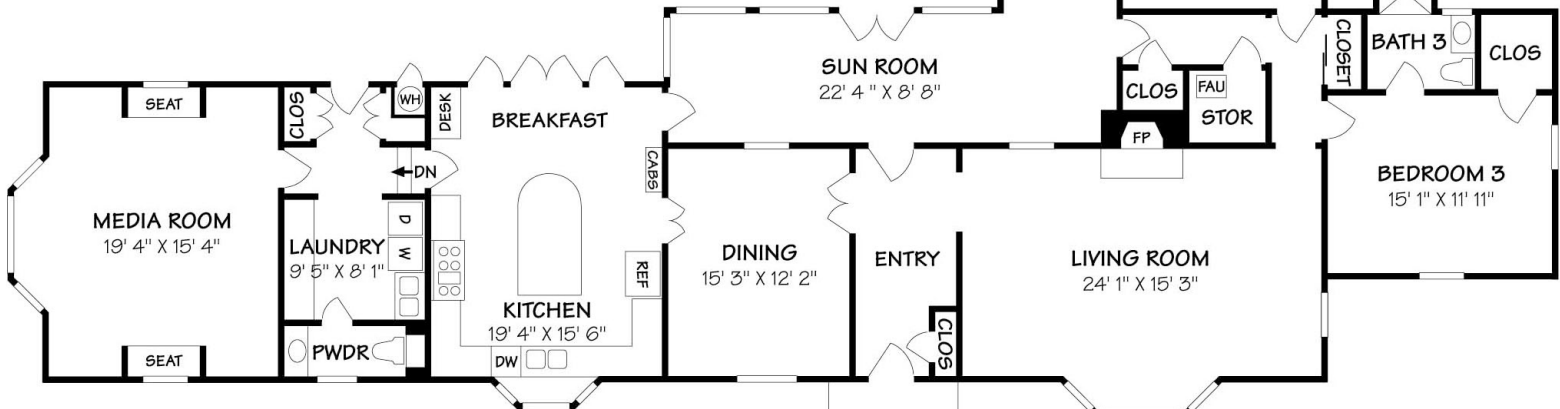 SEAT
MEDIA ROOM
19' 4" X 15' 4"
SEAT
CLOS
WH
DN
LAUNDRY
9' 5" X 8' 1"
D
W
PWDR
DESK
BREAKFAST
CABS
REF
KITCHEN
19' 4" X 15' 6"
DW
DINING
15' 3" X 12' 2"
SUN ROOM
22' 4 " X 8' 8"
ENTRY
CLOS
LIVING ROOM
24' 1" X 15' 3"
FP
CLOS
FAU
STOR
CLOSET
BATH 3
CLOS
BEDROOM 3
15' 1" X 11' 11"